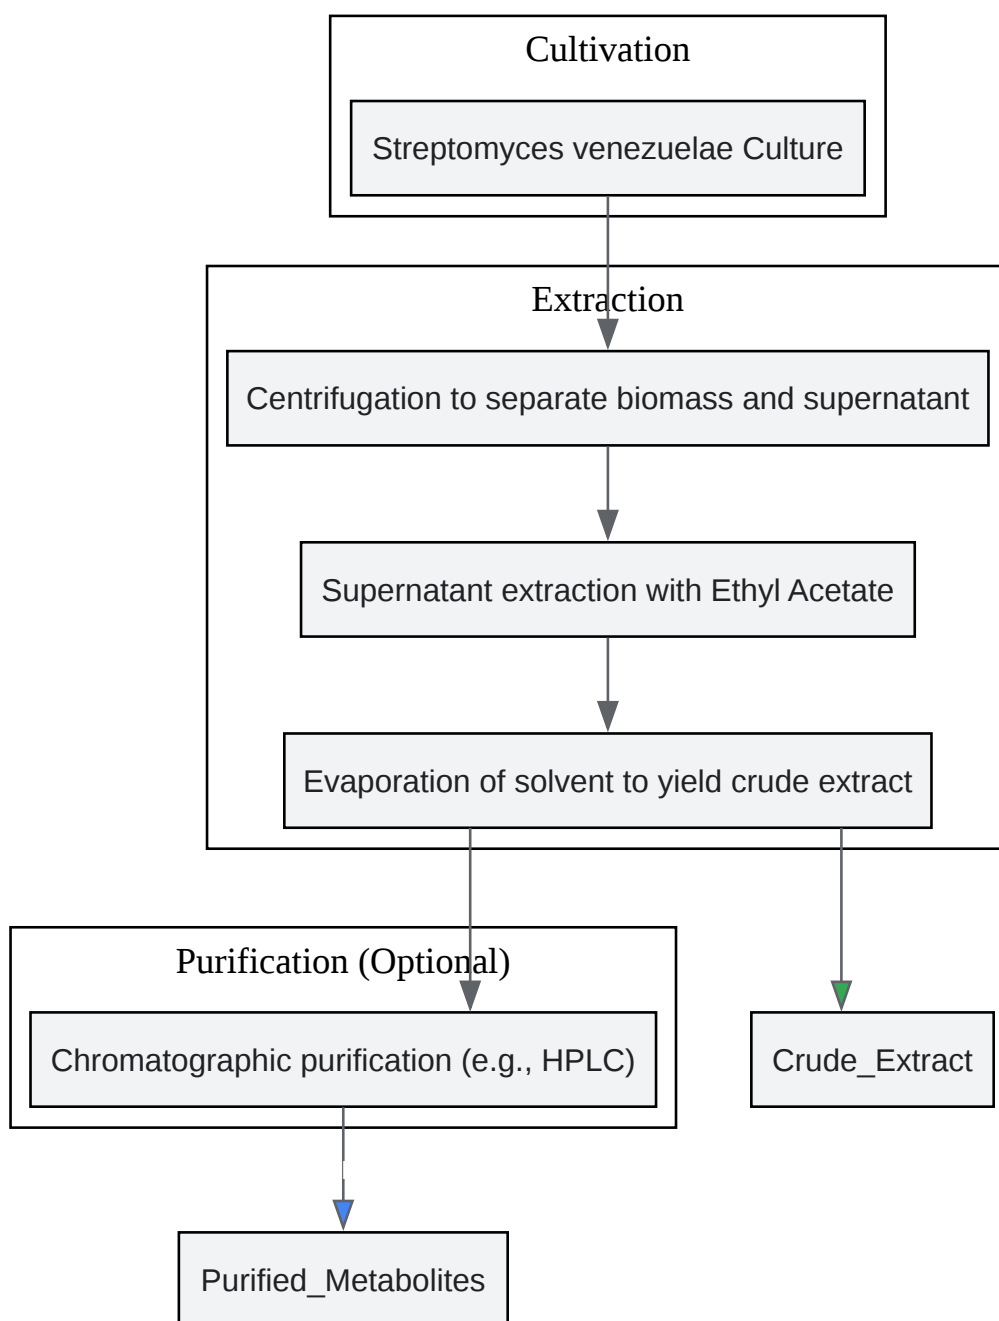 Cultivation
Streptomyces venezuelae Culture
Extraction
Centrifugation to separate biomass and supernatant
Supernatant extraction with Ethyl Acetate
Evaporation of solvent to yield crude extract
Purification (Optional)
Chromatographic purification (e.g., HPLC)
Crude_Extract
Purified_Metabolites